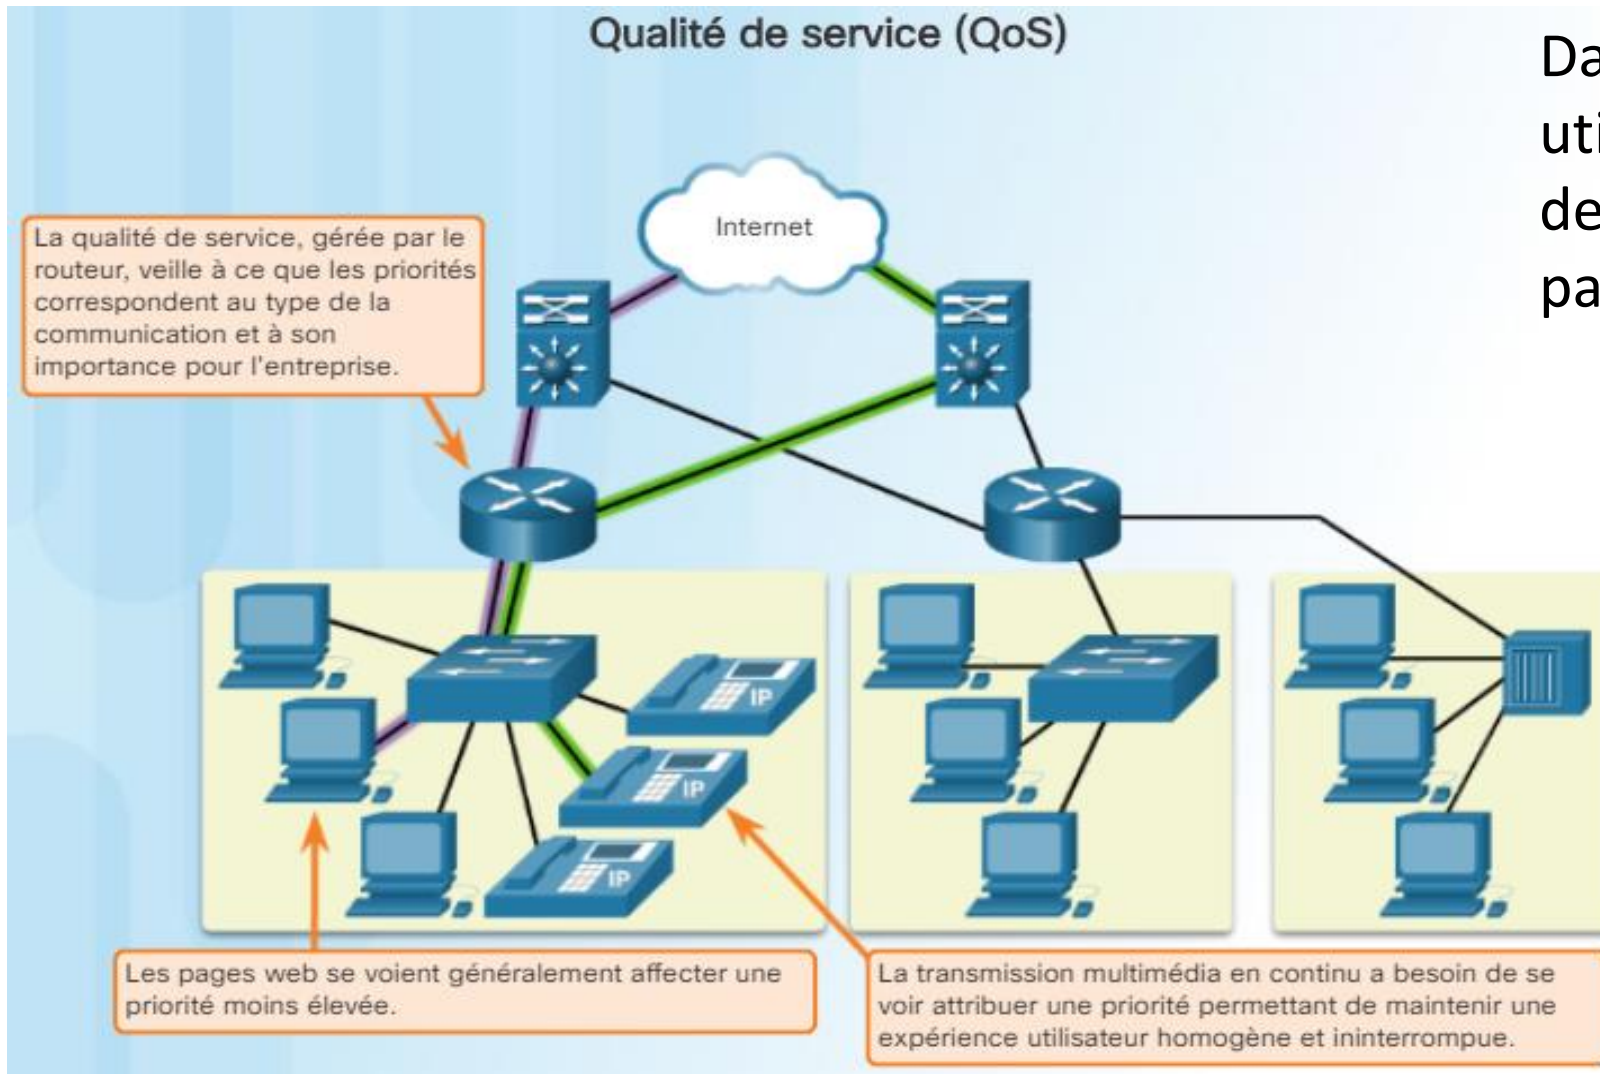 Qualité de service (QoS)
Internet
La qualité de service, gérée par le
routeur, veille à ce que les priorités
correspondent au type de la
communication et à son
importance pour l'entreprise.
IP
IP
IP
Les pages web se voient généralement affecter une
priorité moins élevée.
La transmission multimédia en continu a besoin de se
voir attribuer une priorité permettant de maintenir une
expérience utilisateur homogène et ininterrompue.
Da
uti
de
pa